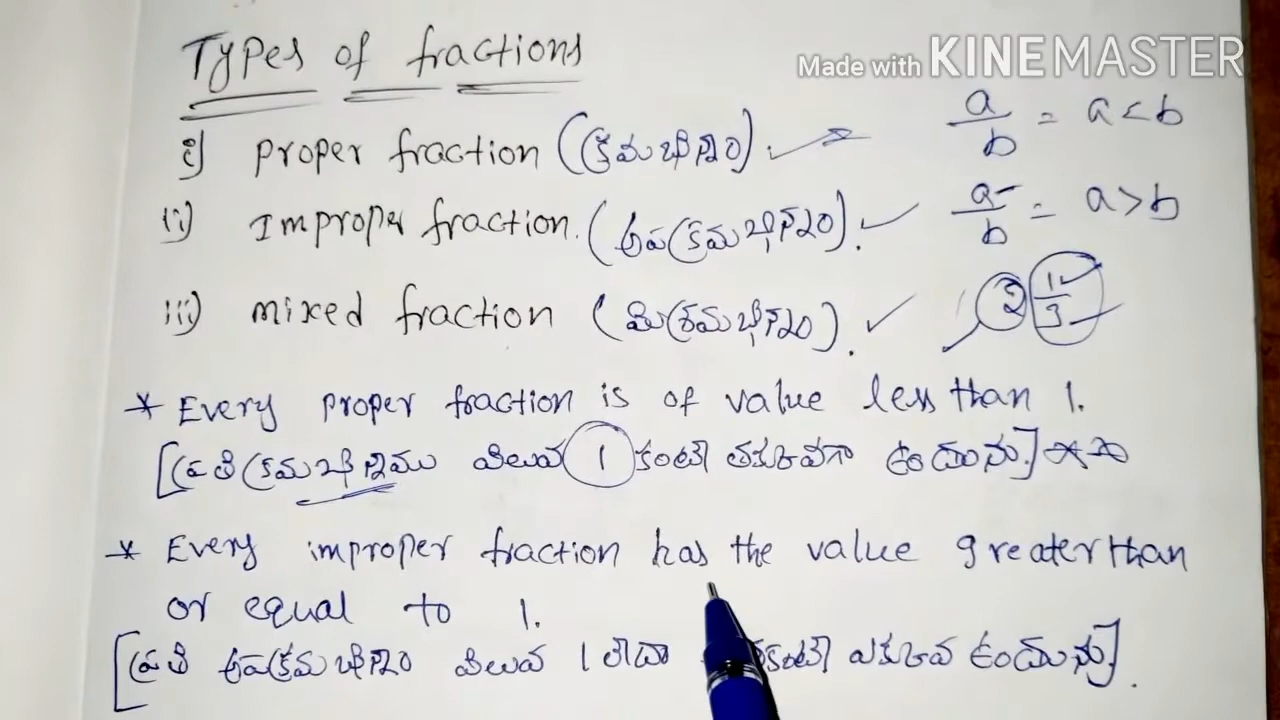 Types of fractions
Made with KINEMASTER
i) proper fraction (క్రమభిన్నం). a/b = a<b
ii) Improper fraction. (అపక్రమభిన్నం). a/b = a>b
iii) mixed fraction (మిశ్రమభిన్నం). 2 1/3
* Every proper fraction is of value less than 1.
[ప్రతి క్రమభిన్నము విలువ 1 కంటే తక్కువగా ఉండును.]
* Every improper fraction has the value greater than
or equal to 1.
[ప్రతి అపక్రమభిన్నం విలువ 1 లేదా కంటే ఎక్కువ ఉండును].